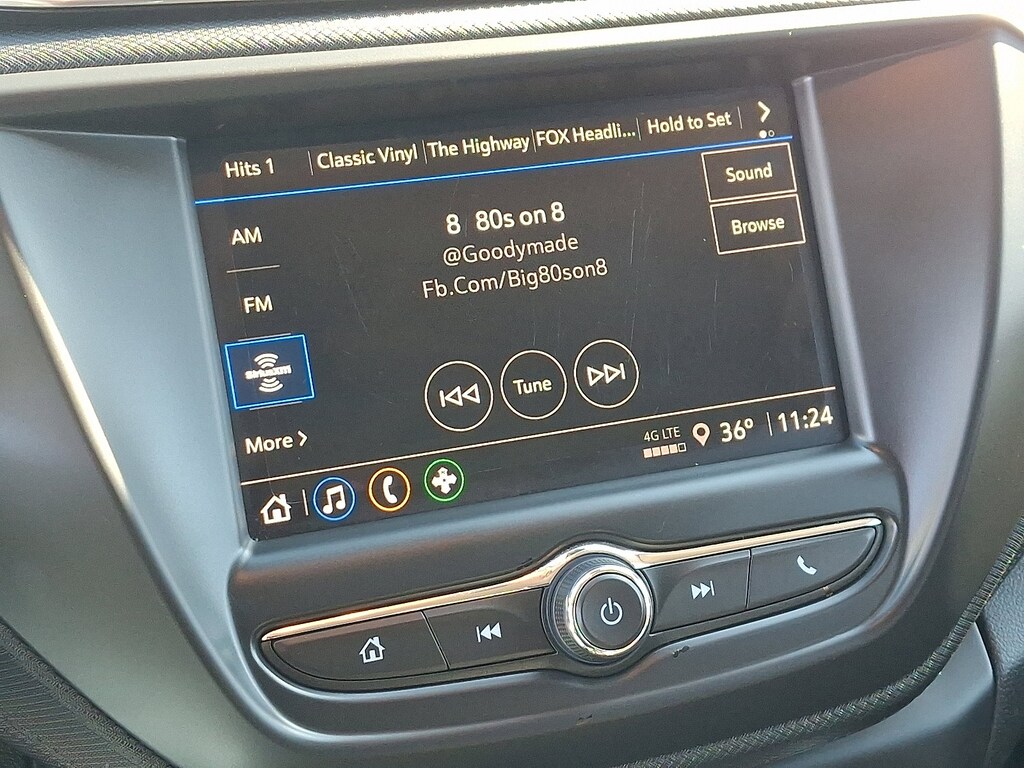 Hits 1 Classic Vinyl The Highway FOX Headli... Hold to Set
Sound
AM
8 80s on 8
Browse
@Goodymade
FM
Fb.Com/Big80son8
SiriusXM
Tune
More
4G LTE 36° 11:24